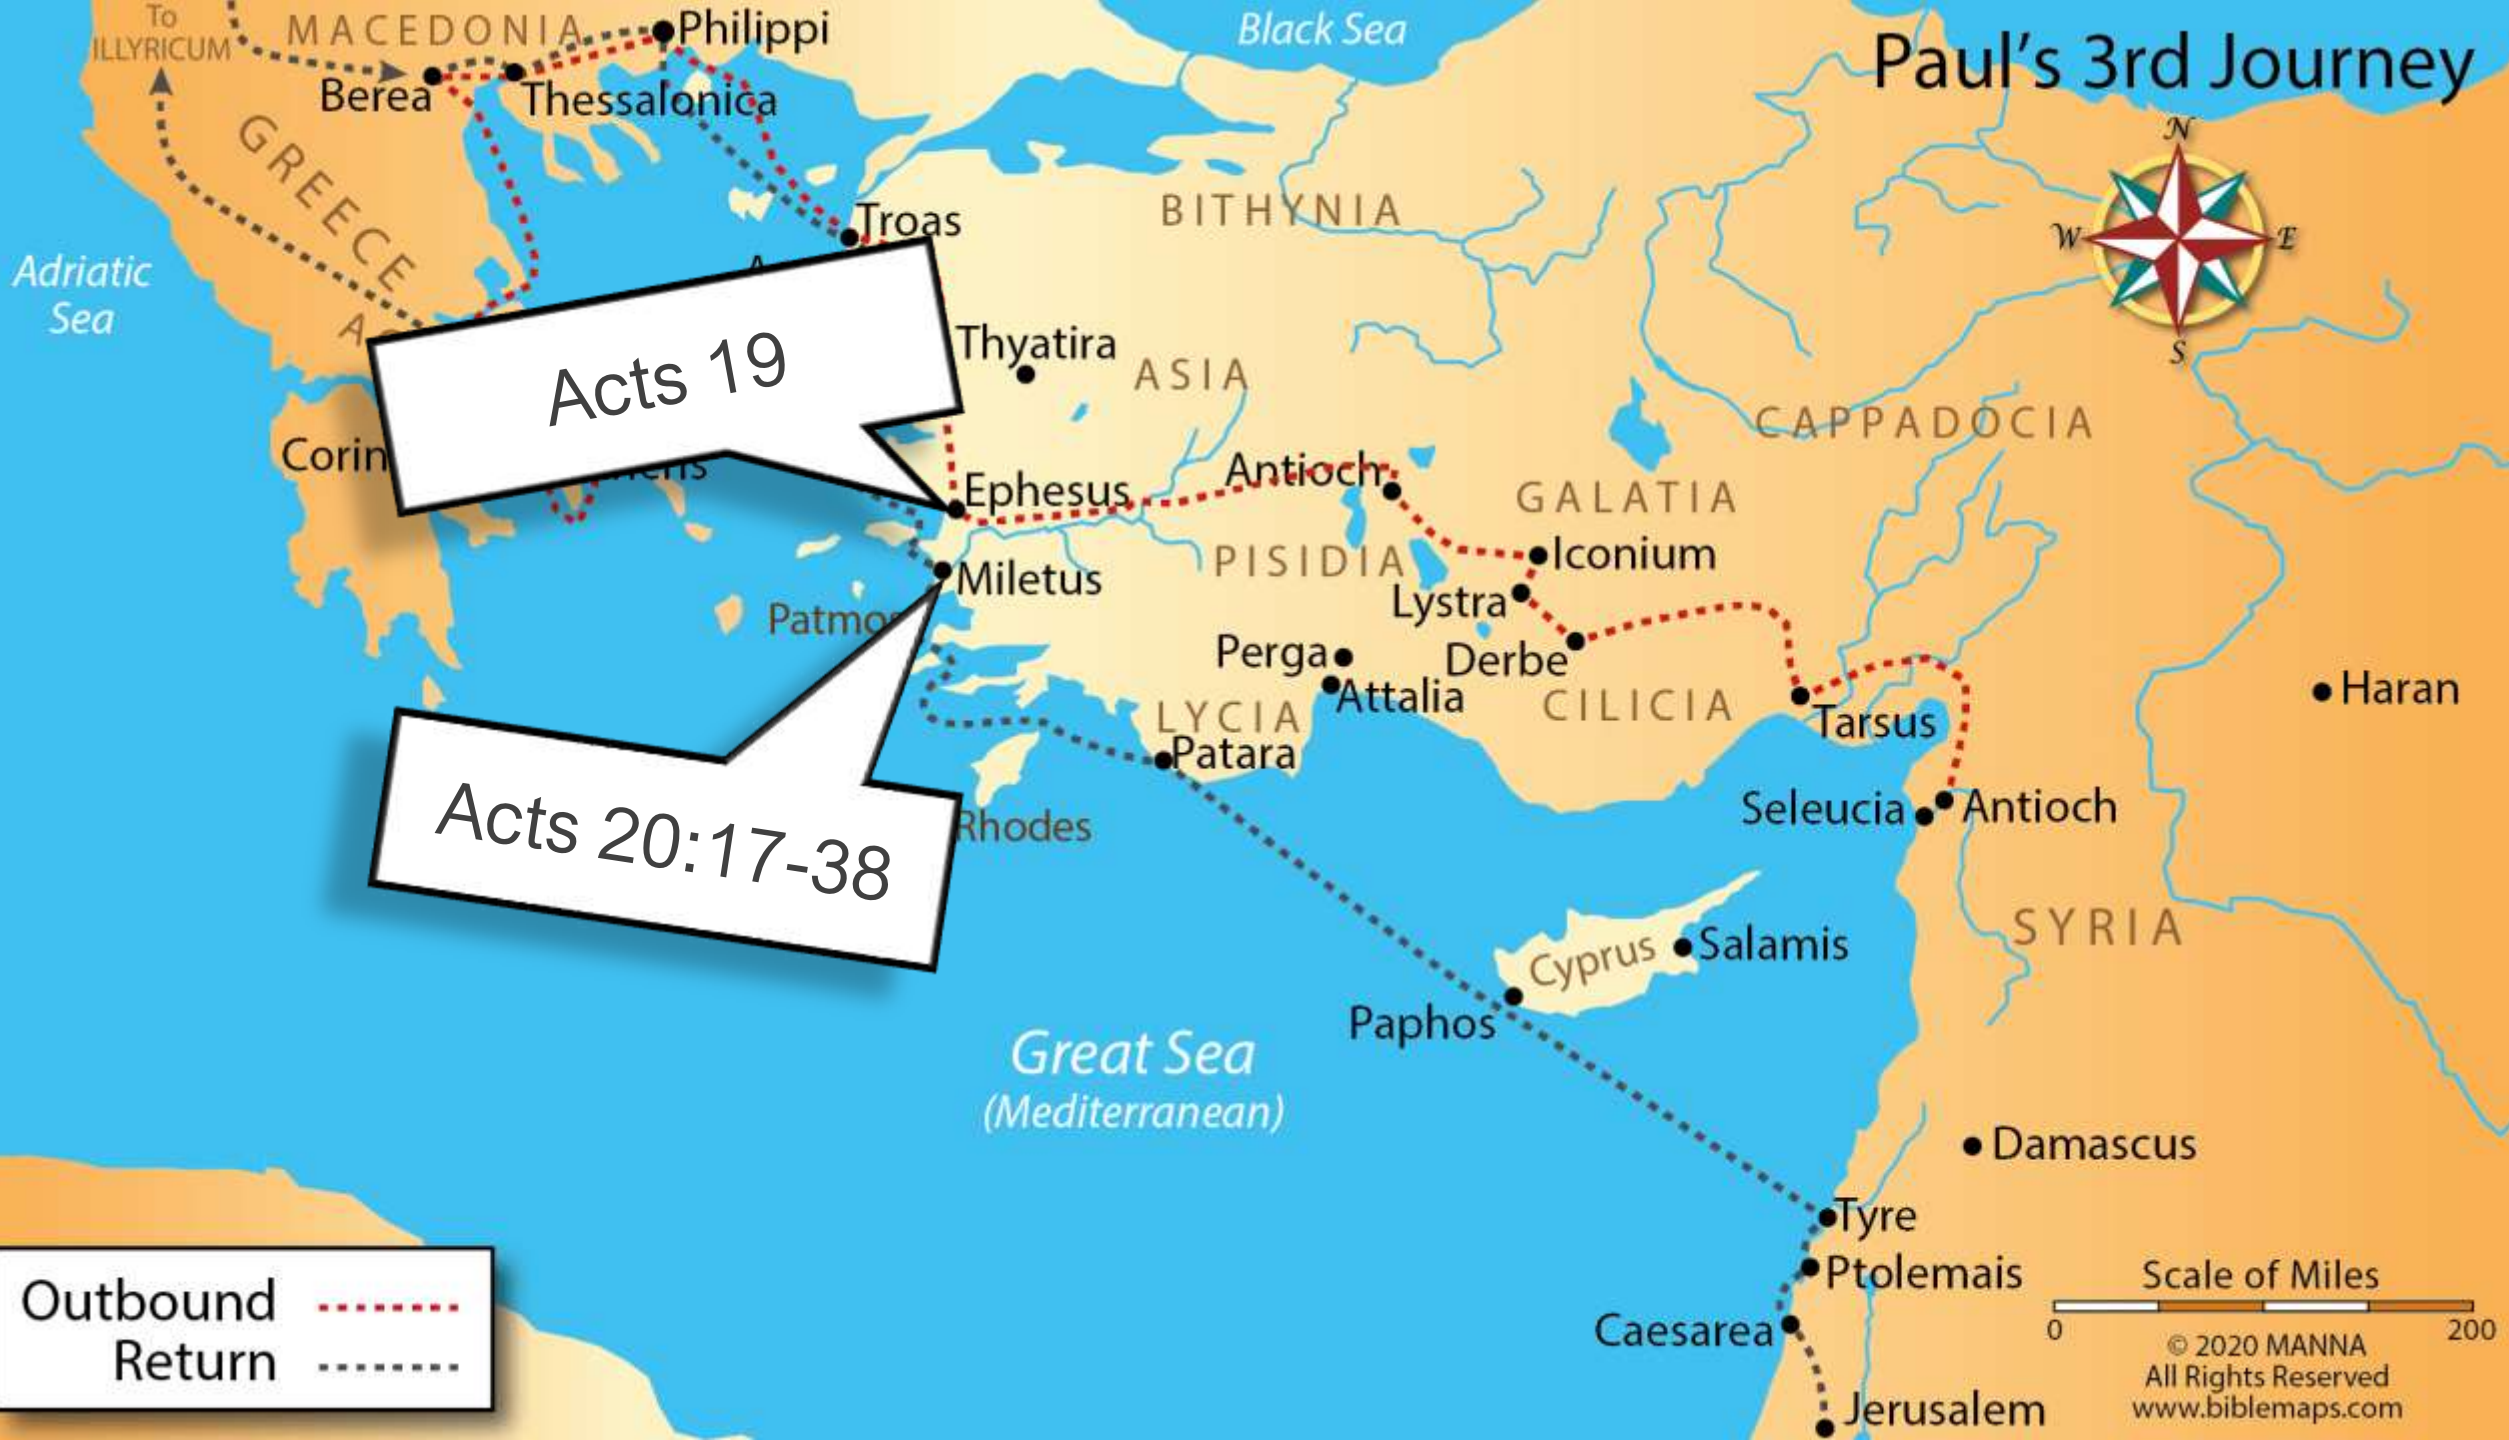 To
ILLYRICUM
MACEDONIA
Philippi
Black Sea
Paul's 3rd Journey
Berea
Thessalonica
GREECE
N
W
E
S
Troas
BITHYNIA
Adriatic
Sea
Acts 19
Thyatira
ASIA
CAPPADOCIA
Corin
Ephesus
Antioch
GALATIA
PISIDIA
Iconium
Miletus
Lystra
Patmos
Perga
Derbe
Attalia
LYCIA
CILICIA
Tarsus
Haran
Patara
Seleucia
Antioch
Acts 20:17-38
Rhodes
SYRIA
Cyprus
Salamis
Paphos
Great Sea
(Mediterranean)
Damascus
Tyre
Ptolemais
Caesarea
Jerusalem
Outbound
Return
Scale of Miles
0
200
© 2020 MANNA
All Rights Reserved
www.biblemaps.com